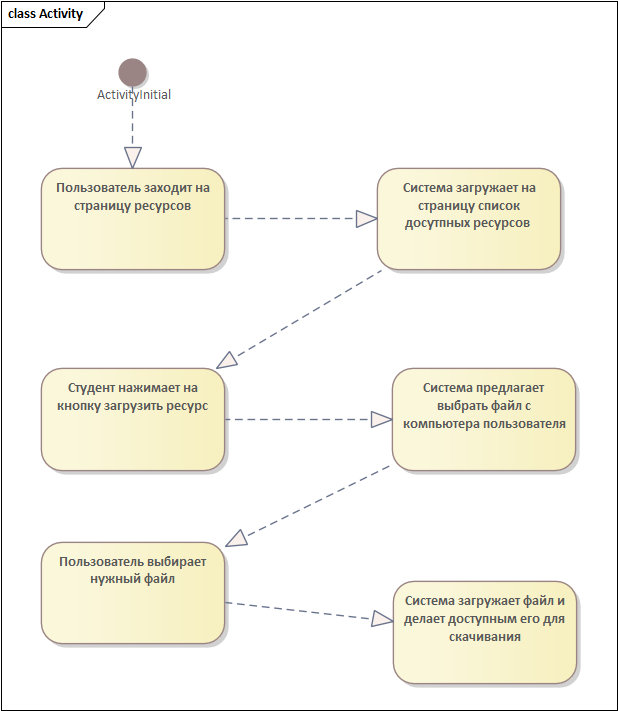 class Activity
ActivityInitial
Пользователь заходит на
страницу ресурсов
Система загружает на
страницу список
досутпных ресурсов
Студент нажимает на
кнопку загрузить ресурс
Система предлагает
выбрать файл с
компьютера пользователя
Пользователь выбирает
нужный файл
Система загружает файл и
делает доступным его для
скачивания